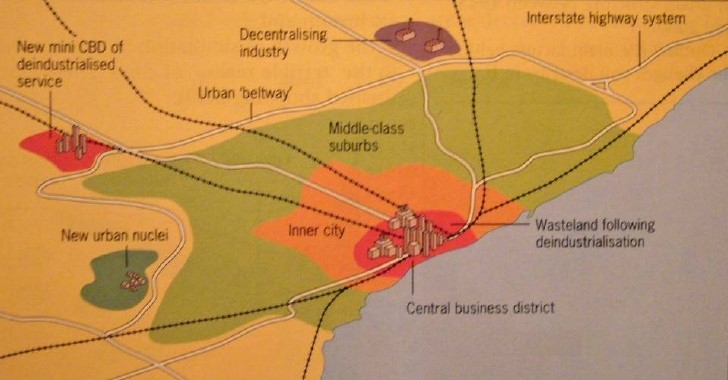 Interstate highway system
Decentralising
industry
New mini CBD of
deindustrialised
service
Urban 'beltway'
Middle-class
suburbs
New urban nuclei
Inner city
Wasteland following
deindustrialisation
Central business district